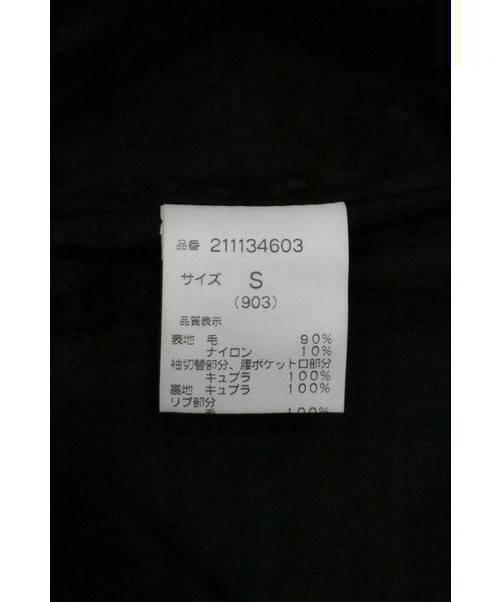 品番 211134603
サイズ S
(903)
品質表示
表地 毛 90%
ナイロン 10%
袖切替部分、腰ポケット口部分
キュプラ 100%
裏地 キュプラ 100%
リブ部分
毛 100%